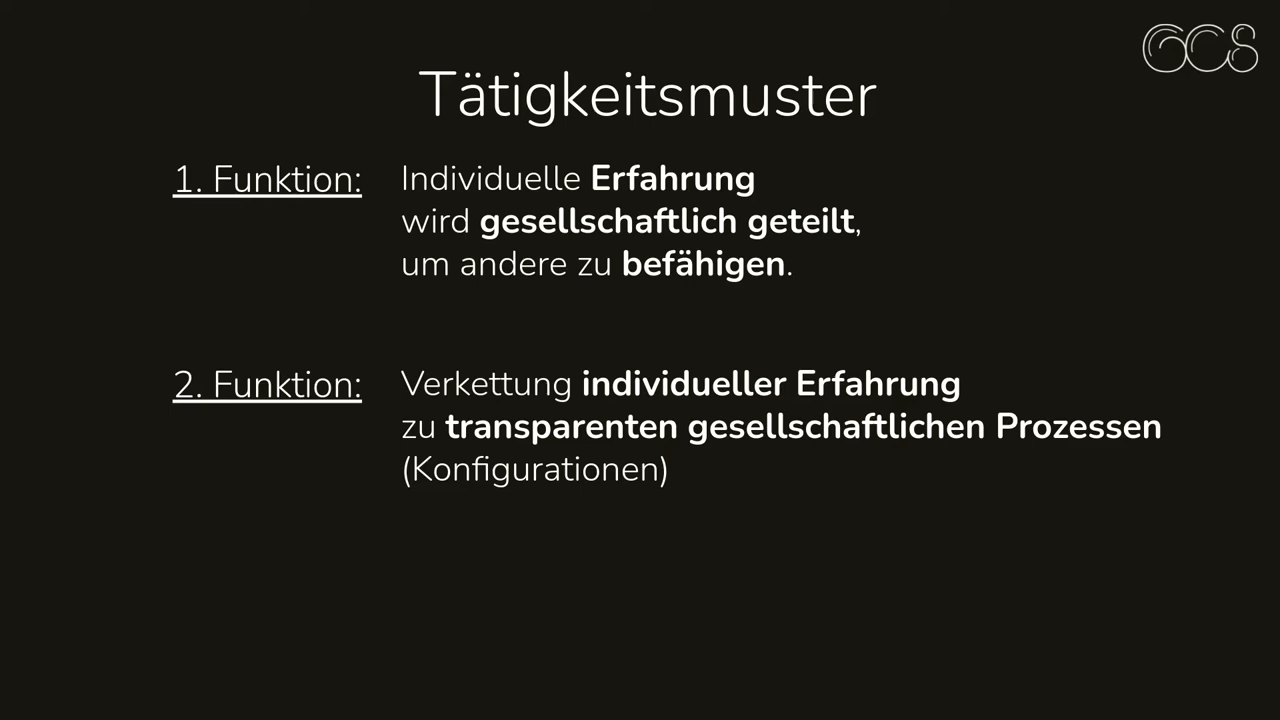 GCS
Tätigkeitsmuster
1. Funktion: Individuelle Erfahrung
wird gesellschaftlich geteilt,
um andere zu befähigen.
2. Funktion: Verkettung individueller Erfahrung
zu transparenten gesellschaftlichen Prozessen
(Konfigurationen)